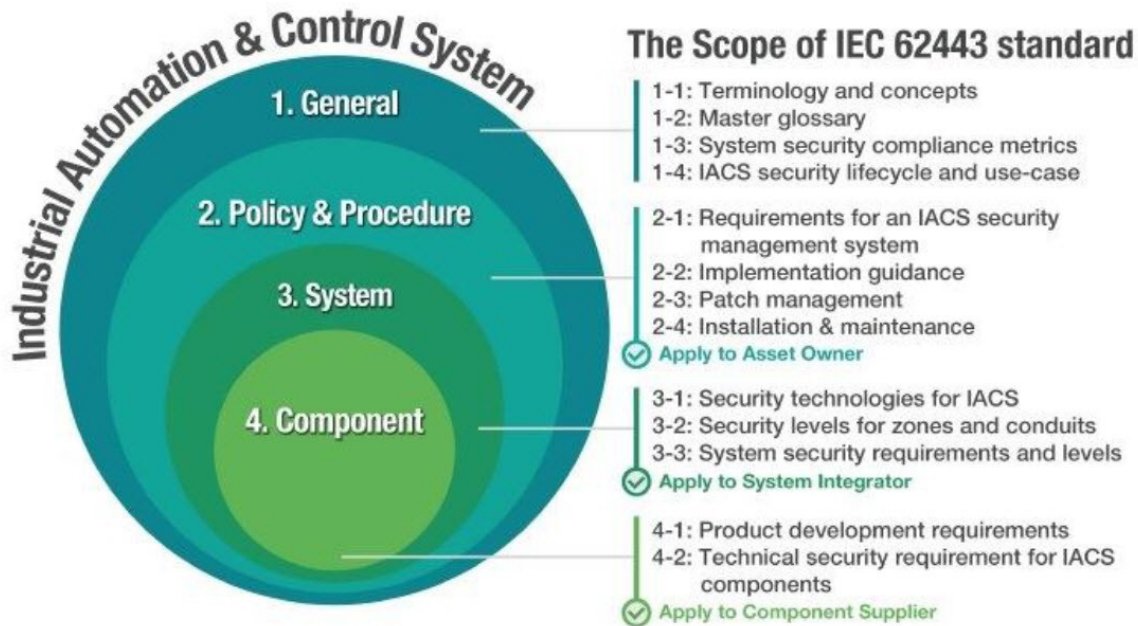 Industrial Automation & Control System
1. General
2. Policy & Procedure
3. System
4. Component
The Scope of IEC 62443 standard
1-1: Terminology and concepts
1-2: Master glossary
1-3: System security compliance metrics
1-4: IACS security lifecycle and use-case
2-1: Requirements for an IACS security
management system
2-2: Implementation guidance
2-3: Patch management
2-4: Installation & maintenance
Apply to Asset Owner
3-1: Security technologies for IACS
3-2: Security levels for zones and conduits
3-3: System security requirements and levels
Apply to System Integrator
4-1: Product development requirements
4-2: Technical security requirement for IACS
components
Apply to Component Supplier